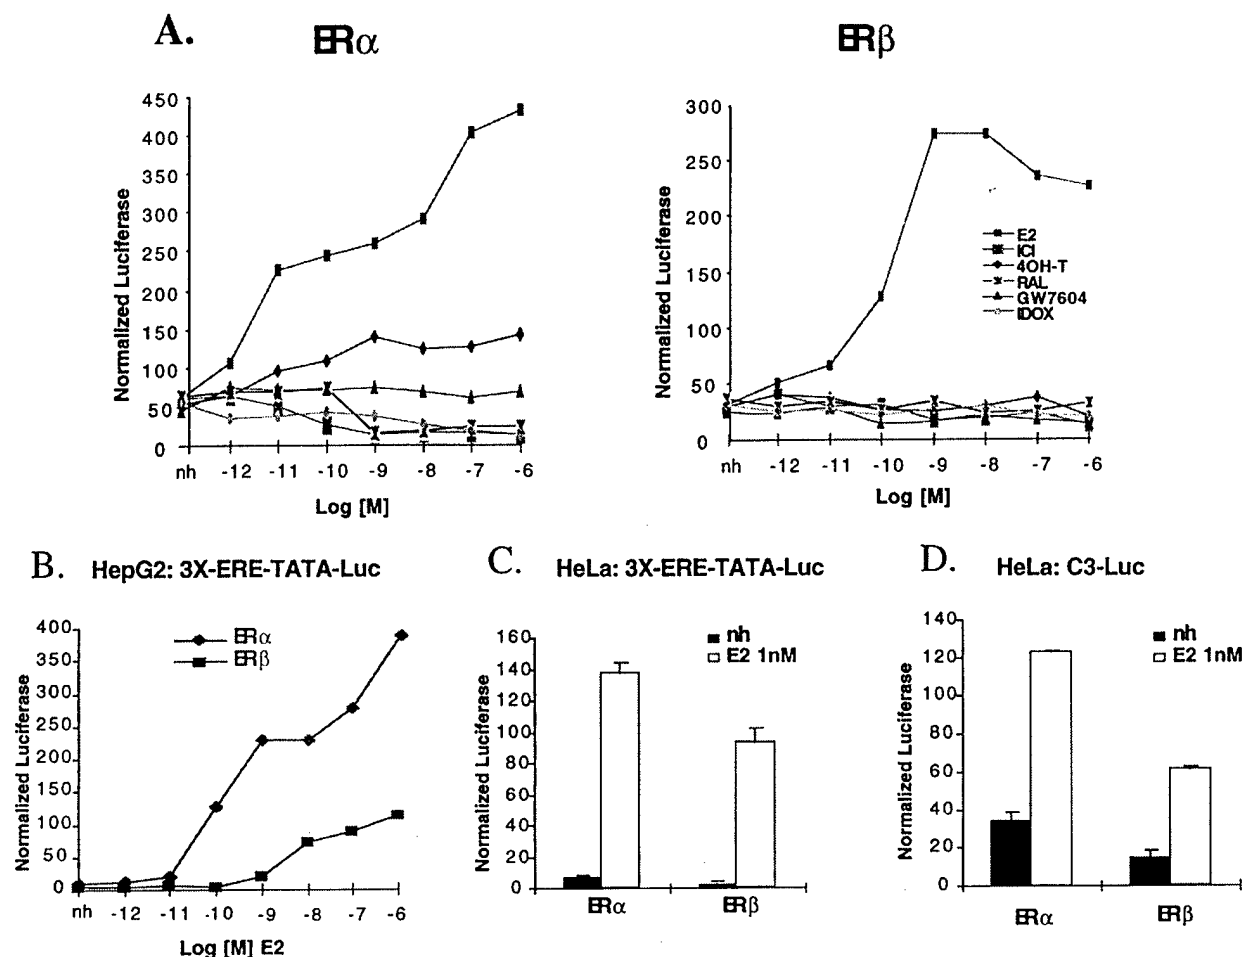 A.
ERα
ERβ
450
400
350
300
250
200
150
100
50
0
Normalized Luciferase
nh -12 -11 -10 -9 -8 -7 -6
Log [M]
300
250
200
150
100
50
0
Normalized Luciferase
E2
ICI
4OH-T
RAL
GW7604
IDOX
nh -12 -11 -10 -9 -8 -7 -6
Log [M]
B. HepG2: 3X-ERE-TATA-Luc
400
350
300
250
200
150
100
50
0
Normalized Luciferase
ERα
ERβ
nh -12 -11 -10 -9 -8 -7 -6
Log [M] E2
C. HeLa: 3X-ERE-TATA-Luc
160
140
120
100
80
60
40
20
0
Normalized Luciferase
nh
E2 1nM
ERα ERβ
D. HeLa: C3-Luc
140
120
100
80
60
40
20
0
Normalized Luciferase
nh
E2 1nM
ERα ERβ